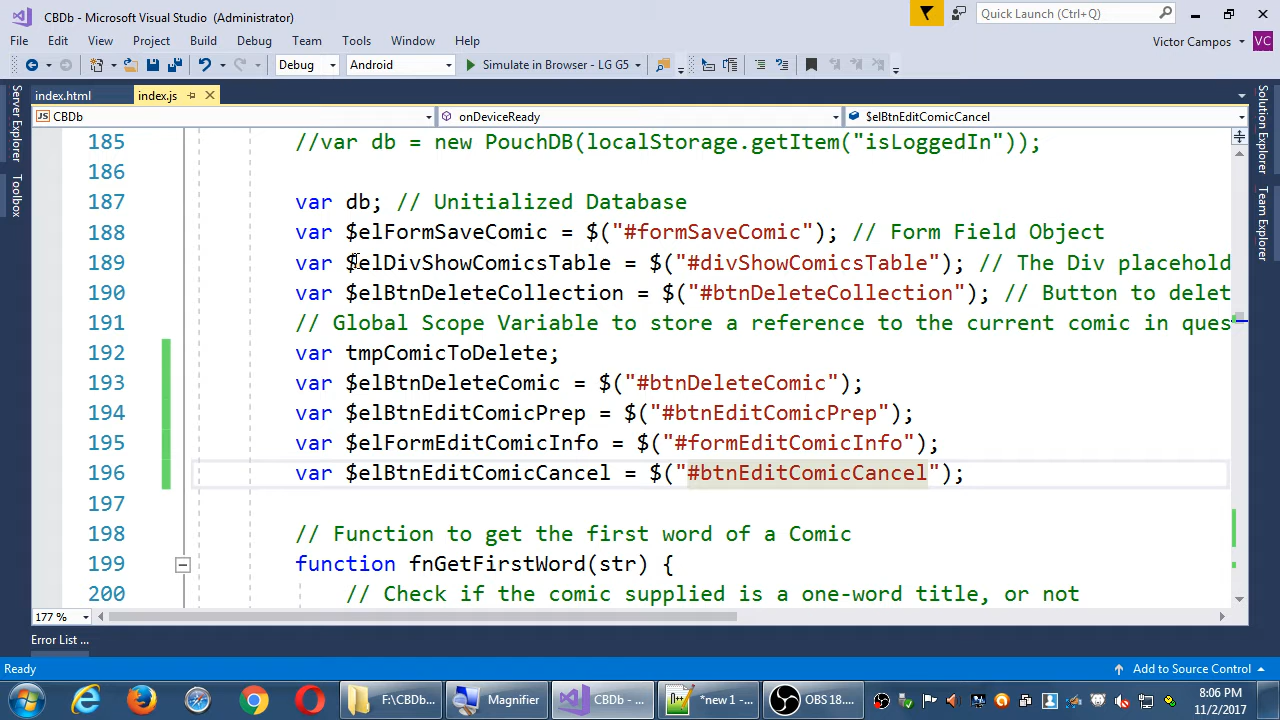 CBDb - Microsoft Visual Studio (Administrator)
Quick Launch (Ctrl+Q)
File Edit View Project Build Debug Team Tools Window Help
Victor Campos VC
Debug Android Simulate in Browser - LG G5
index.html index.js
CBDb onDeviceReady $elBtnEditComicCancel
Server Explorer
Toolbox
Solution Explorer
Team Explorer
185 //var db = new PouchDB(localStorage.getItem("isLoggedIn"));
186
187 var db; // Unitialized Database
188 var $elFormSaveComic = $("#formSaveComic"); // Form Field Object
189 var $elDivShowComicsTable = $("#divShowComicsTable"); // The Div placehold
190 var $elBtnDeleteCollection = $("#btnDeleteCollection"); // Button to delet
191 // Global Scope Variable to store a reference to the current comic in ques
192 var tmpComicToDelete;
193 var $elBtnDeleteComic = $("#btnDeleteComic");
194 var $elBtnEditComicPrep = $("#btnEditComicPrep");
195 var $elFormEditComicInfo = $("#formEditComicInfo");
196 var $elBtnEditComicCancel = $("#btnEditComicCancel");
197
198 // Function to get the first word of a Comic
199 function fnGetFirstWord(str) {
200 // Check if the comic supplied is a one-word title, or not
177 %
Error List ...
Ready Add to Source Control
F:\CBDb... Magnifier CBDb - ... *new 1 - ... OBS 18....
8:06 PM
11/2/2017